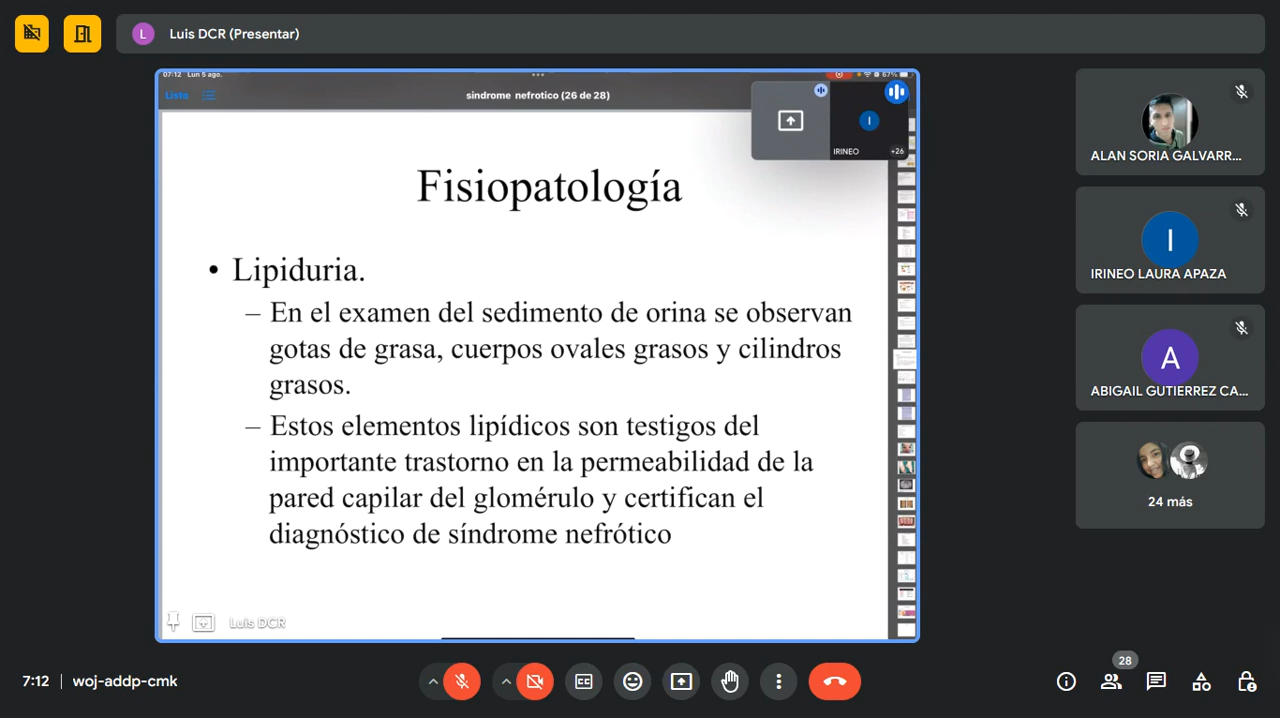 L Luis DCR (Presentar)
07:12 Lun 5 ago.
67%
Lista
sindrome nefrotico (26 de 28)
I
IRINEO +26
Fisiopatología
• Lipiduria.
– En el examen del sedimento de orina se observan
gotas de grasa, cuerpos ovales grasos y cilindros
grasos.
– Estos elementos lipídicos son testigos del
importante trastorno en la permeabilidad de la
pared capilar del glomérulo y certifican el
diagnóstico de síndrome nefrótico
Luis DCR
ALAN SORIA GALVARR...
I
IRINEO LAURA APAZA
A
ABIGAIL GUTIERREZ CA...
24 más
7:12 | woj-addp-cmk
CC
28